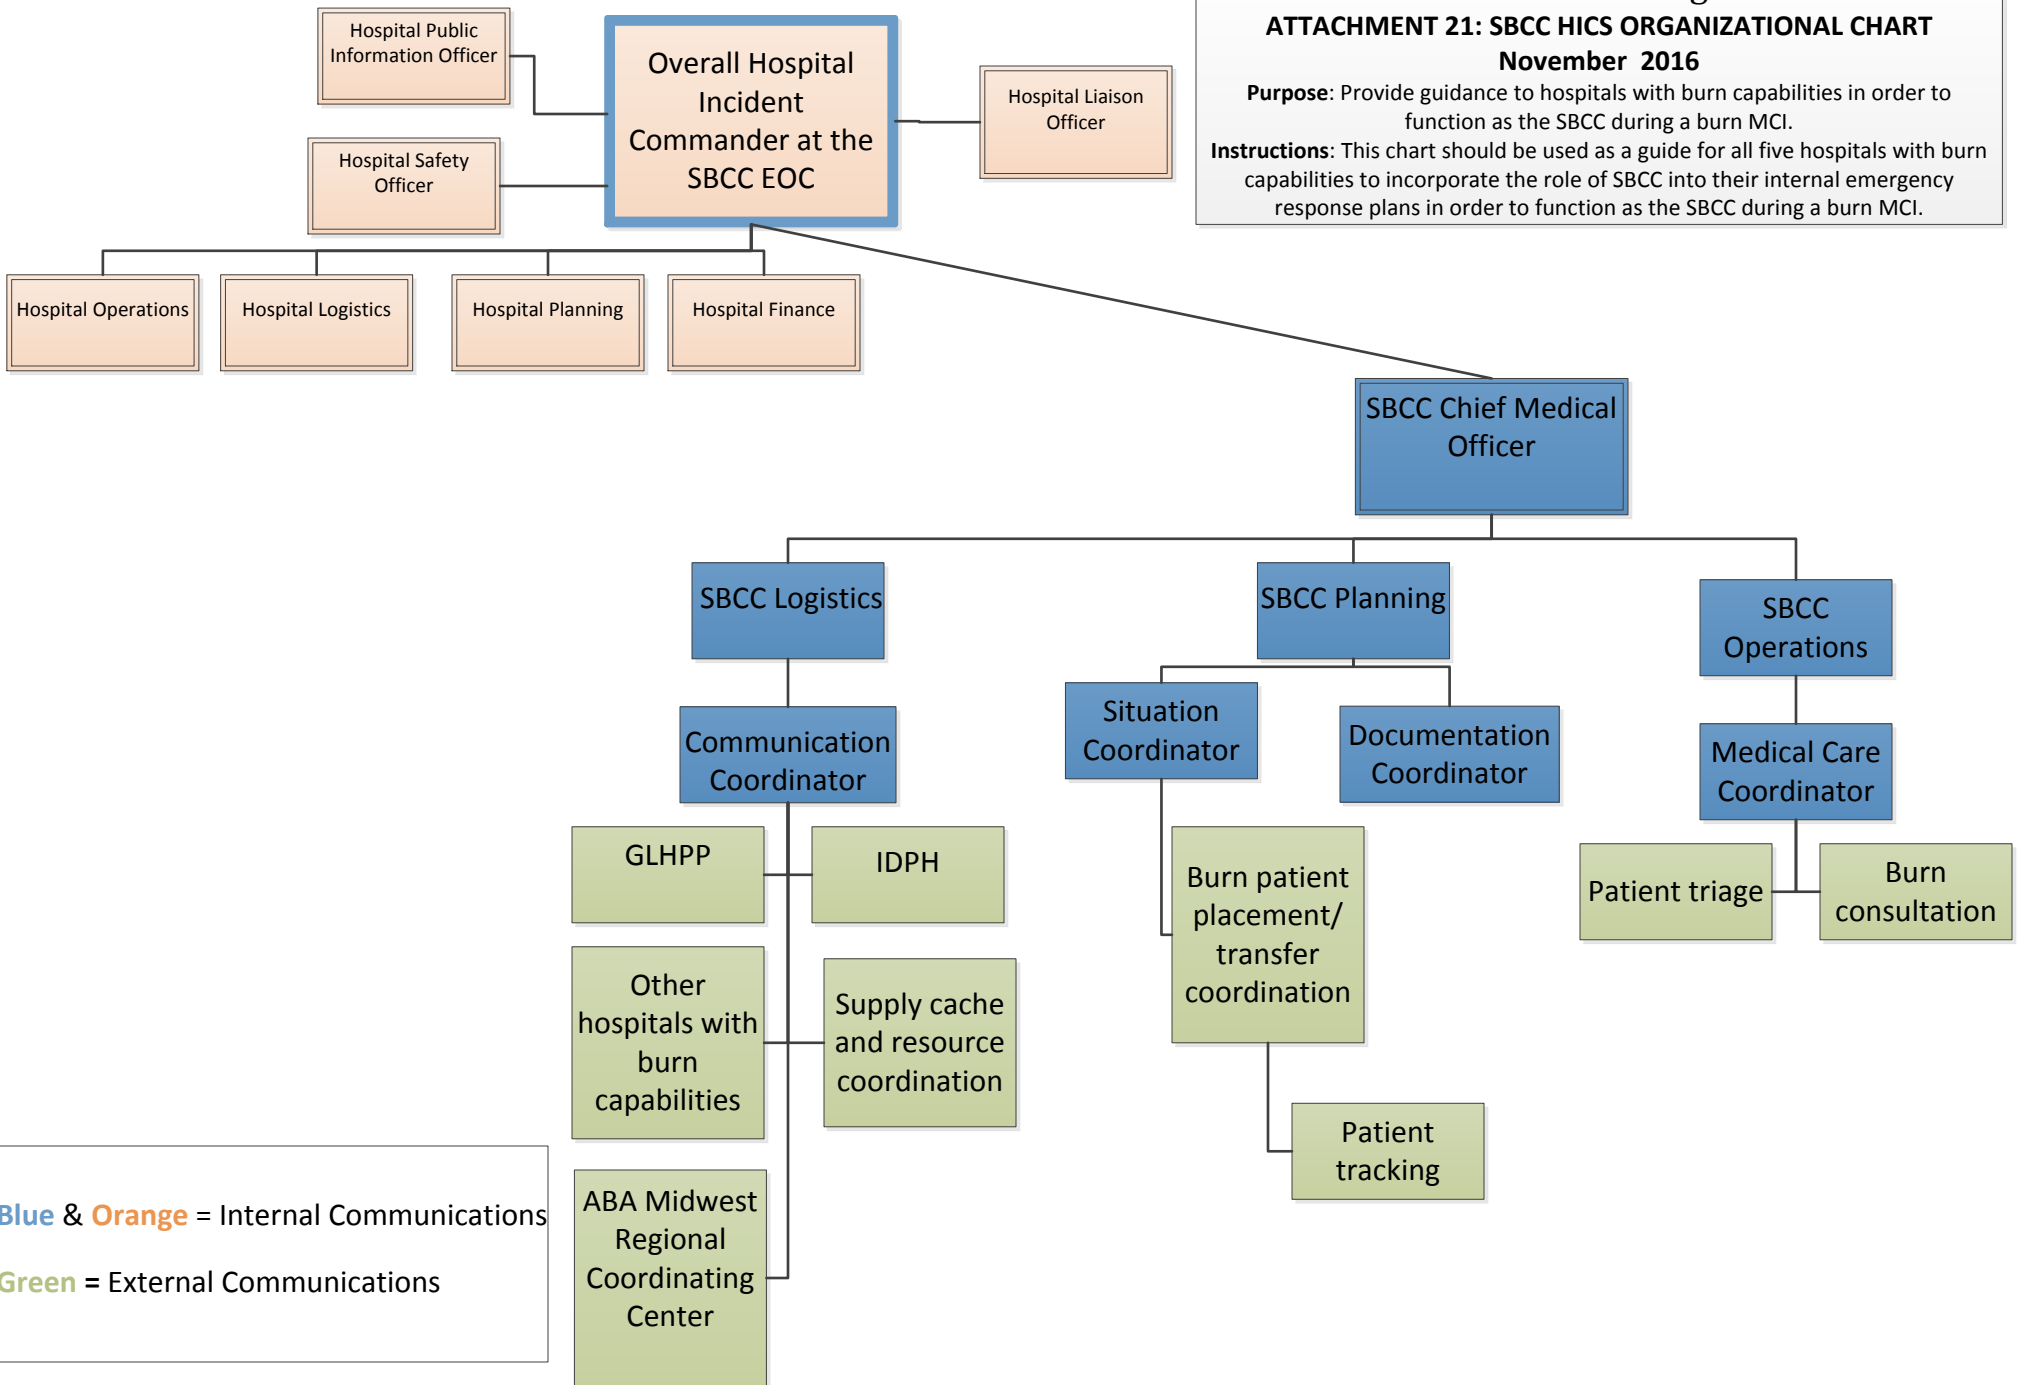 ATTACHMENT 21: SBCC HICS ORGANIZATIONAL CHART
November 2016
Purpose: Provide guidance to hospitals with burn capabilities in order to
function as the SBCC during a burn MCI.
Instructions: This chart should be used as a guide for all five hospitals with burn
capabilities to incorporate the role of SBCC into their internal emergency
response plans in order to function as the SBCC during a burn MCI.
Hospital Public
Information Officer
Overall Hospital
Incident
Commander at the
SBCC EOC
Hospital Liaison
Officer
Hospital Safety
Officer
Hospital Operations
Hospital Logistics
Hospital Planning
Hospital Finance
SBCC Chief Medical
Officer
SBCC Logistics
SBCC Planning
SBCC
Operations
Communication
Coordinator
Situation
Coordinator
Documentation
Coordinator
Medical Care
Coordinator
GLHPP
IDPH
Other
hospitals with
burn
capabilities
Supply cache
and resource
coordination
ABA Midwest
Regional
Coordinating
Center
Burn patient
placement/
transfer
coordination
Patient
tracking
Patient triage
Burn
consultation
Blue & Orange = Internal Communications
Green = External Communications